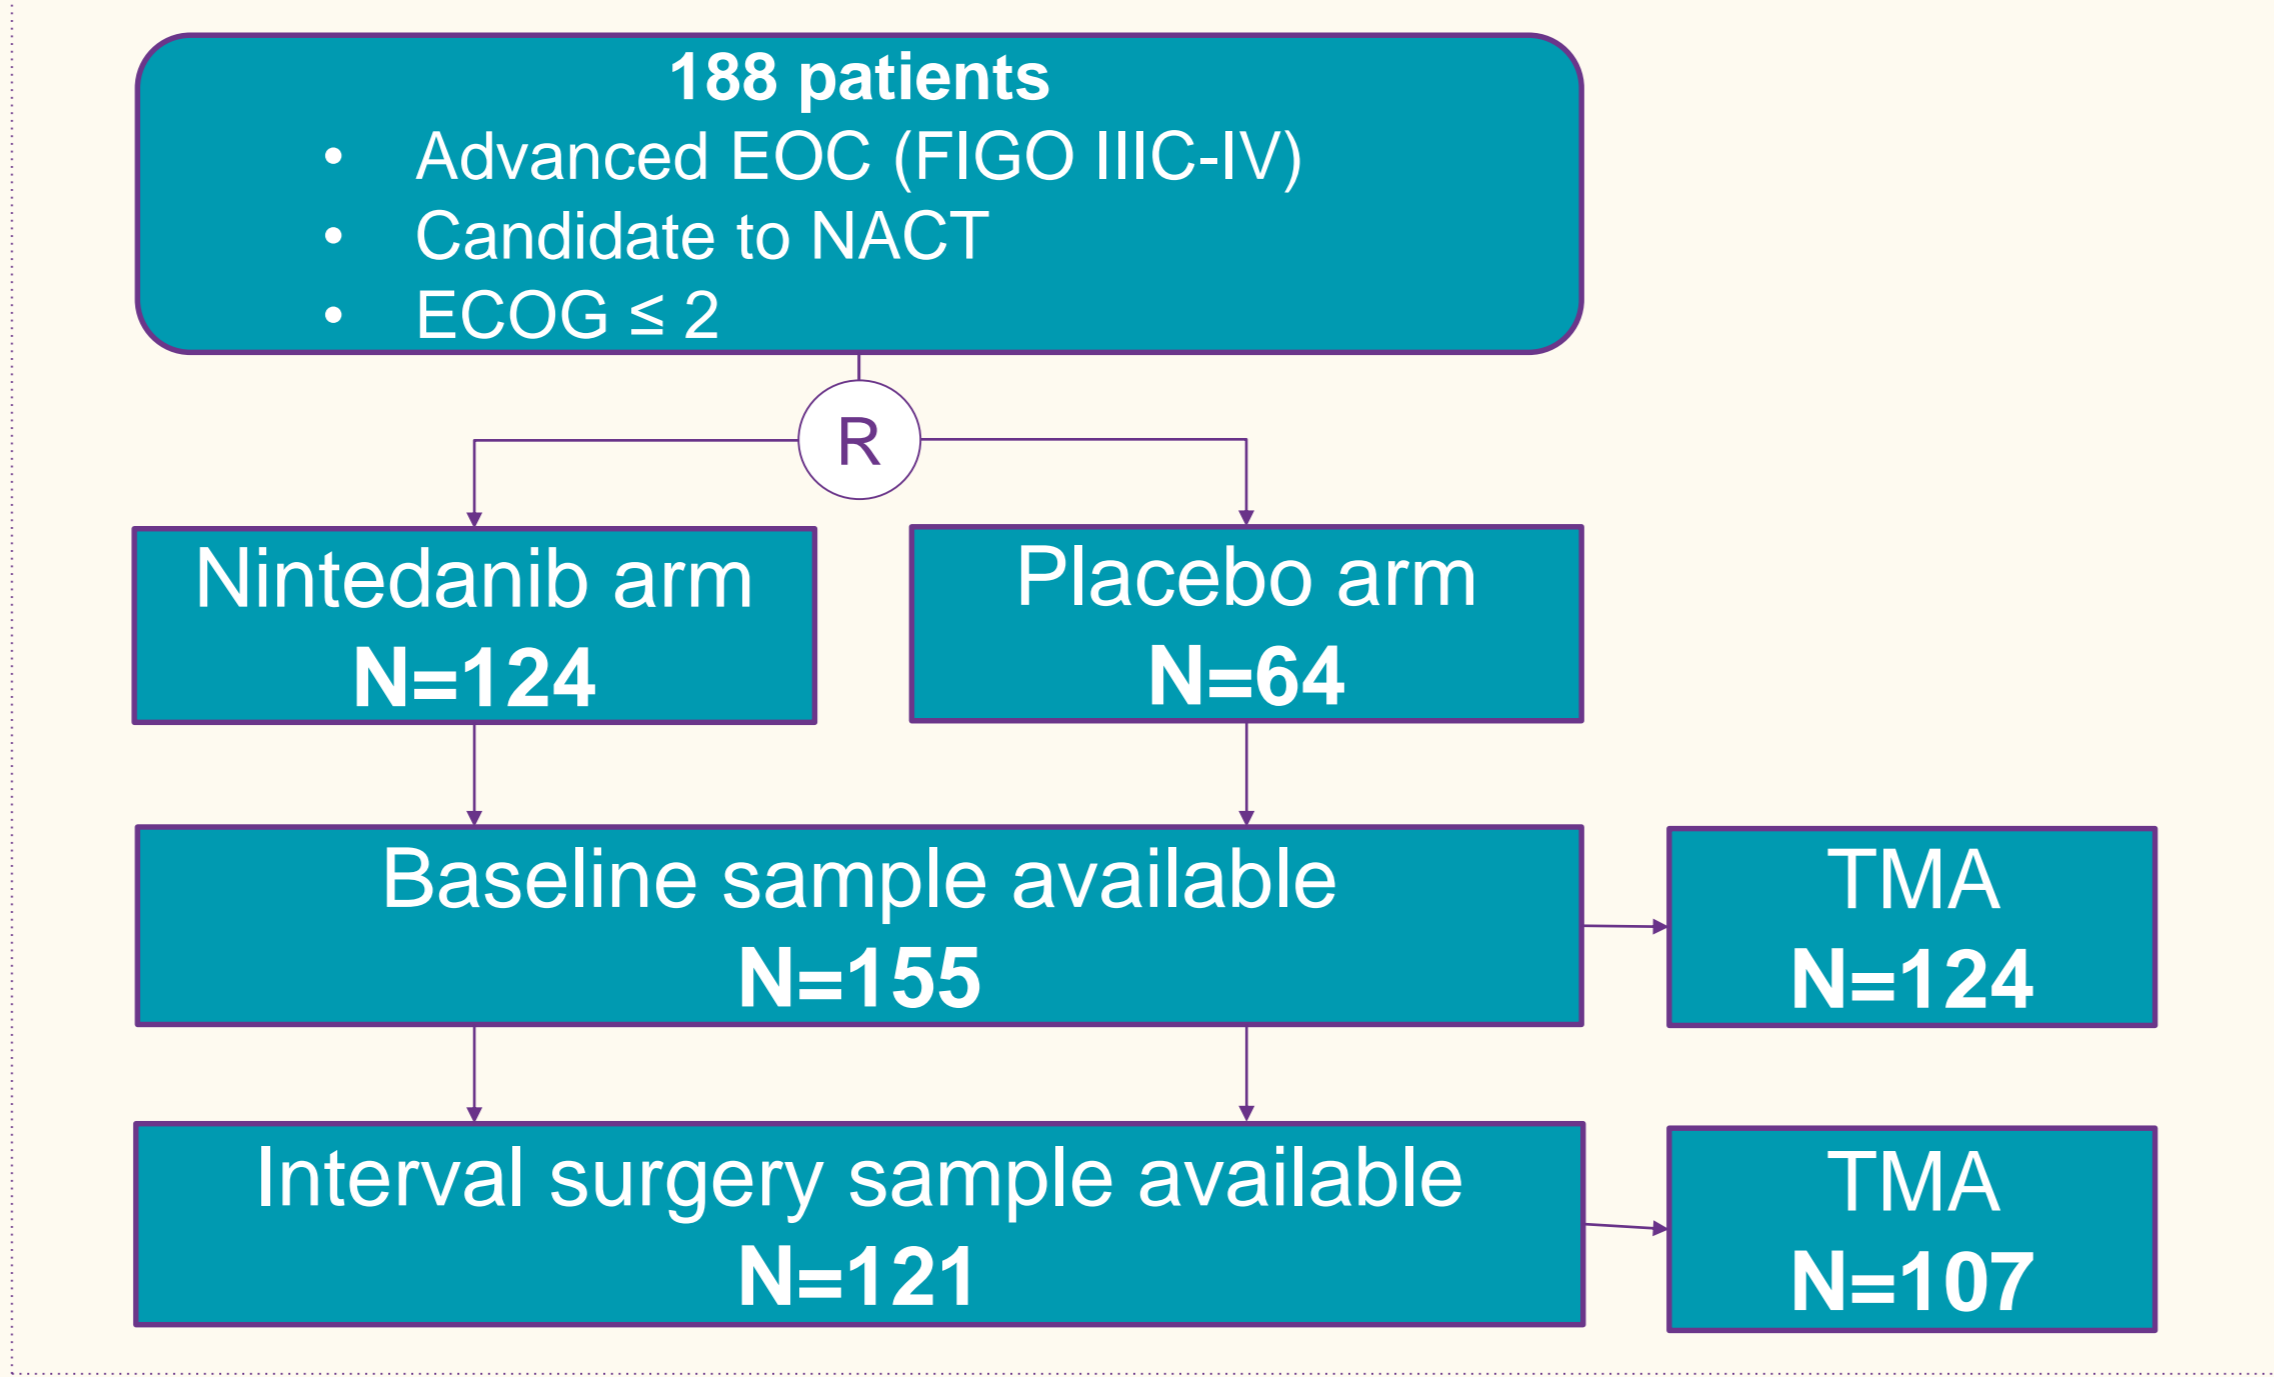 188 patients
• Advanced EOC (FIGO IIIC-IV)
• Candidate to NACT
• ECOG ≤ 2
R
Nintedanib arm
N=124
Placebo arm
N=64
Baseline sample available
N=155
TMA
N=124
Interval surgery sample available
N=121
TMA
N=107